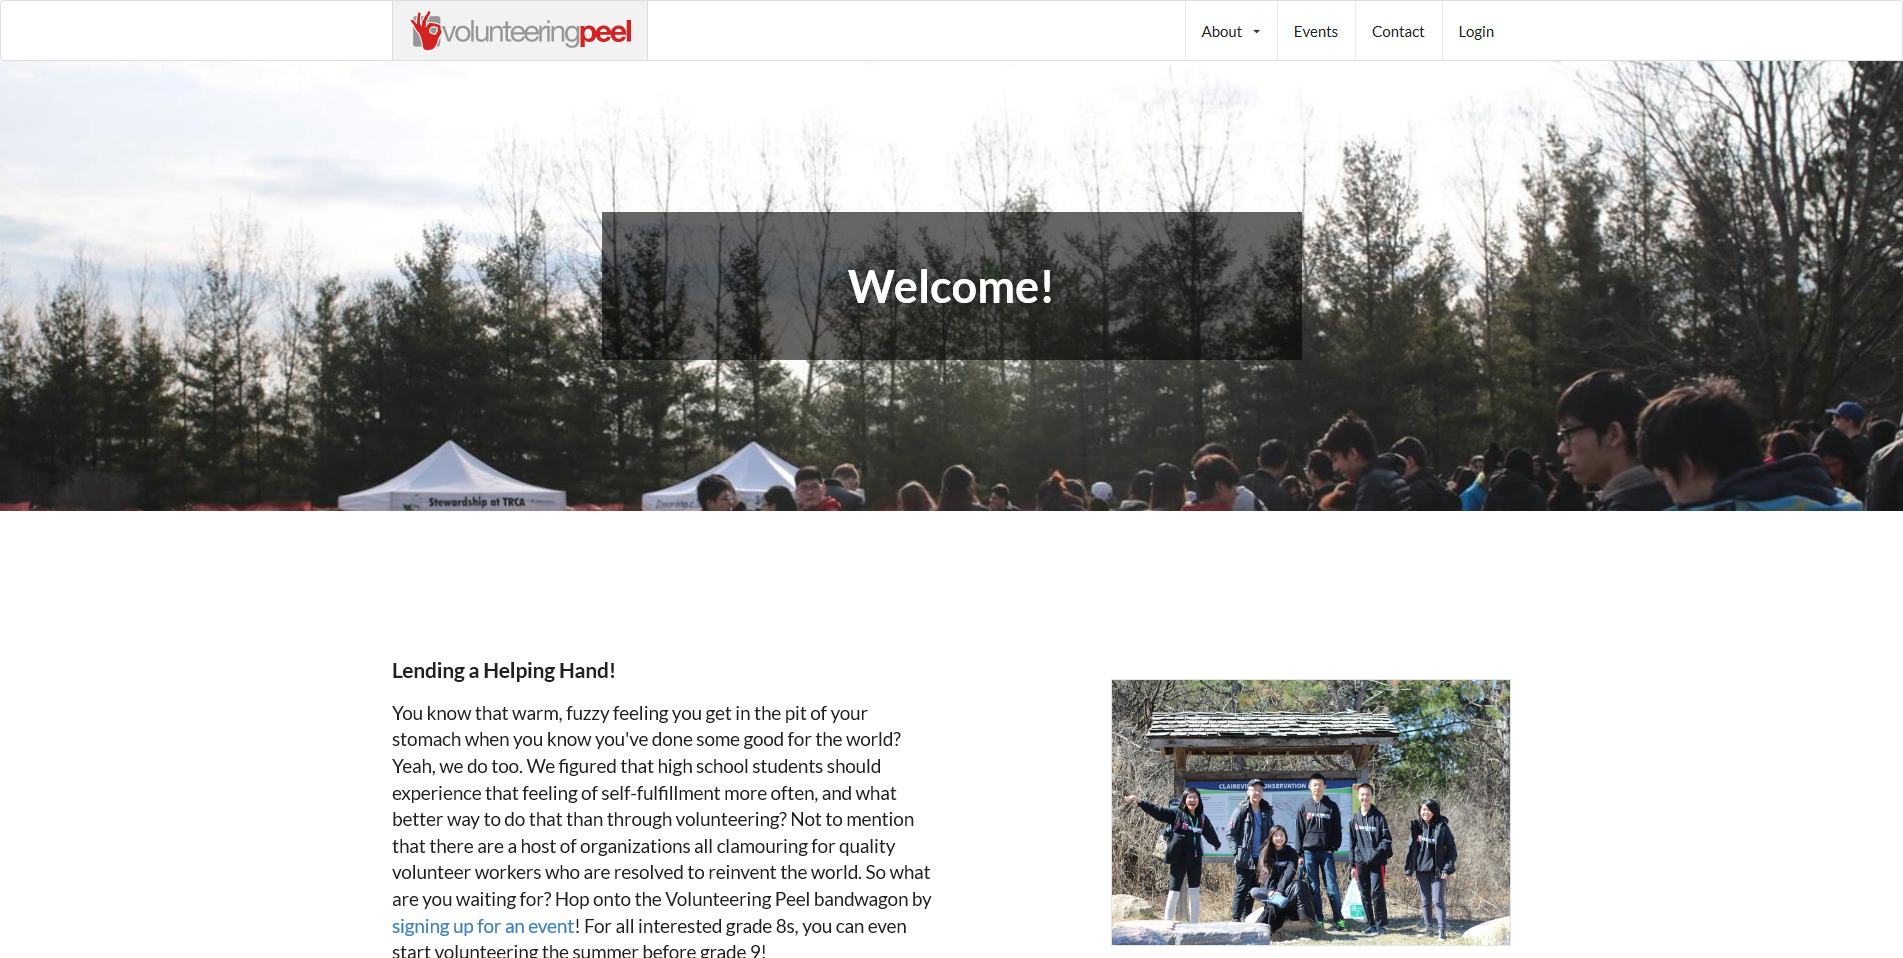 volunteeringpeel
About
Events
Contact
Login
Welcome!
Stewardship at TRCA
Lending a Helping Hand!
You know that warm, fuzzy feeling you get in the pit of your
stomach when you know you've done some good for the world?
Yeah, we do too. We figured that high school students should
experience that feeling of self-fulfillment more often, and what
better way to do that than through volunteering? Not to mention
that there are a host of organizations all clamouring for quality
volunteer workers who are resolved to reinvent the world. So what
are you waiting for? Hop onto the Volunteering Peel bandwagon by
signing up for an event! For all interested grade 8s, you can even
start volunteering the summer before grade 9!